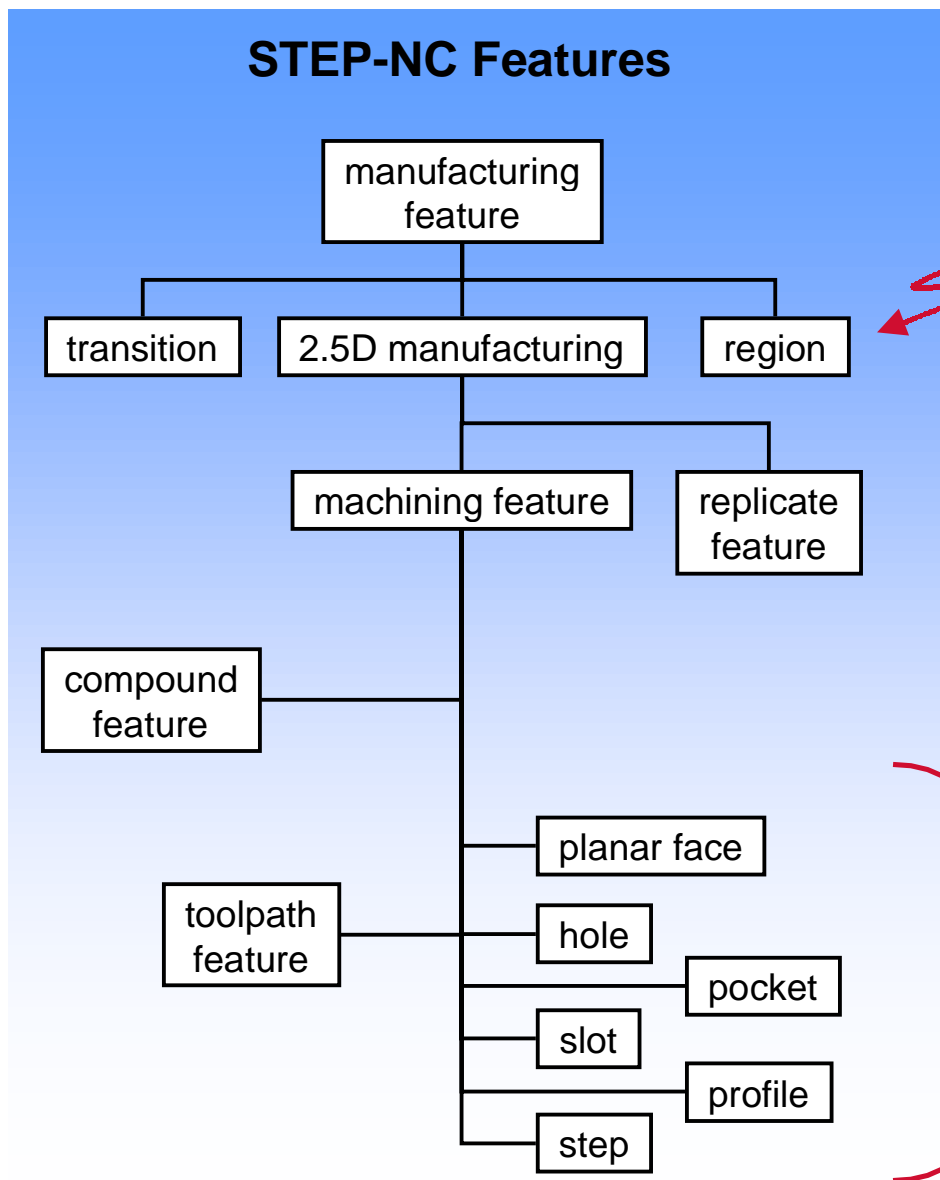 STEP-NC Features
manufacturing
feature
transition
2.5D manufacturing
region
machining feature
replicate
feature
compound
feature
planar face
toolpath
feature
hole
pocket
slot
profile
step